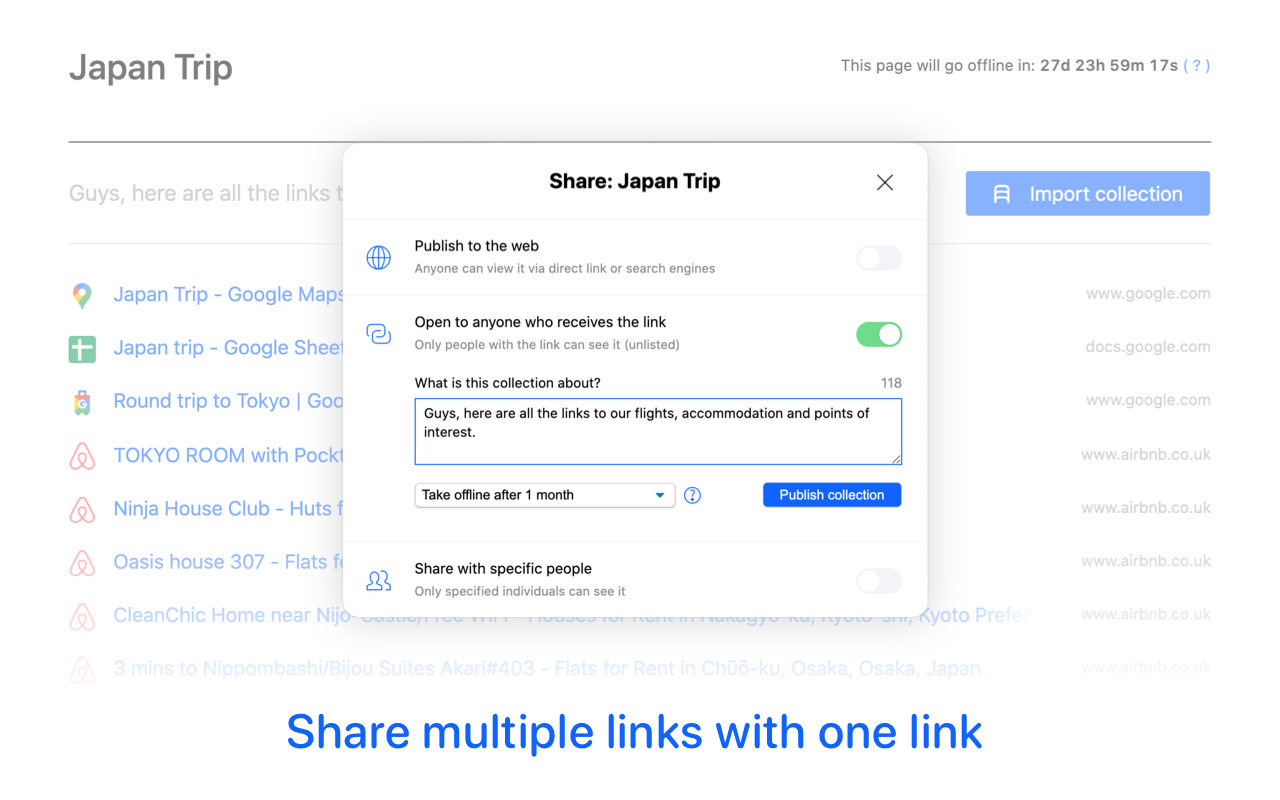 Japan Trip
This page will go offline in: 27d 23h 59m 17s ( ? )
Share: Japan Trip
Guys, here are all the links t
Import collection
Publish to the web
Anyone can view it via direct link or search engines
Japan Trip - Google Maps
www.google.com
Open to anyone who receives the link
Only people with the link can see it (unlisted)
Japan trip - Google Sheet
docs.google.com
What is this collection about?
118
Round trip to Tokyo | Goo
www.google.com
Guys, here are all the links to our flights, accommodation and points of
interest.
TOKYO ROOM with Pock
www.airbnb.co.uk
Take offline after 1 month
?
Publish collection
Ninja House Club - Huts f
www.airbnb.co.uk
Oasis house 307 - Flats fo
www.airbnb.co.uk
Share with specific people
Only specified individuals can see it
CleanChic Home near Nijo-Castle/Free WiFi - Houses for Rent in Nakagyō-ku, Kyoto-shi, Kyoto Prefec
www.airbnb.co.uk
3 mins to Nippombashi/Bijou Suites Akari#403 - Flats for Rent in Chūō-ku, Osaka, Osaka, Japan
www.airbnb.co.uk
Share multiple links with one link